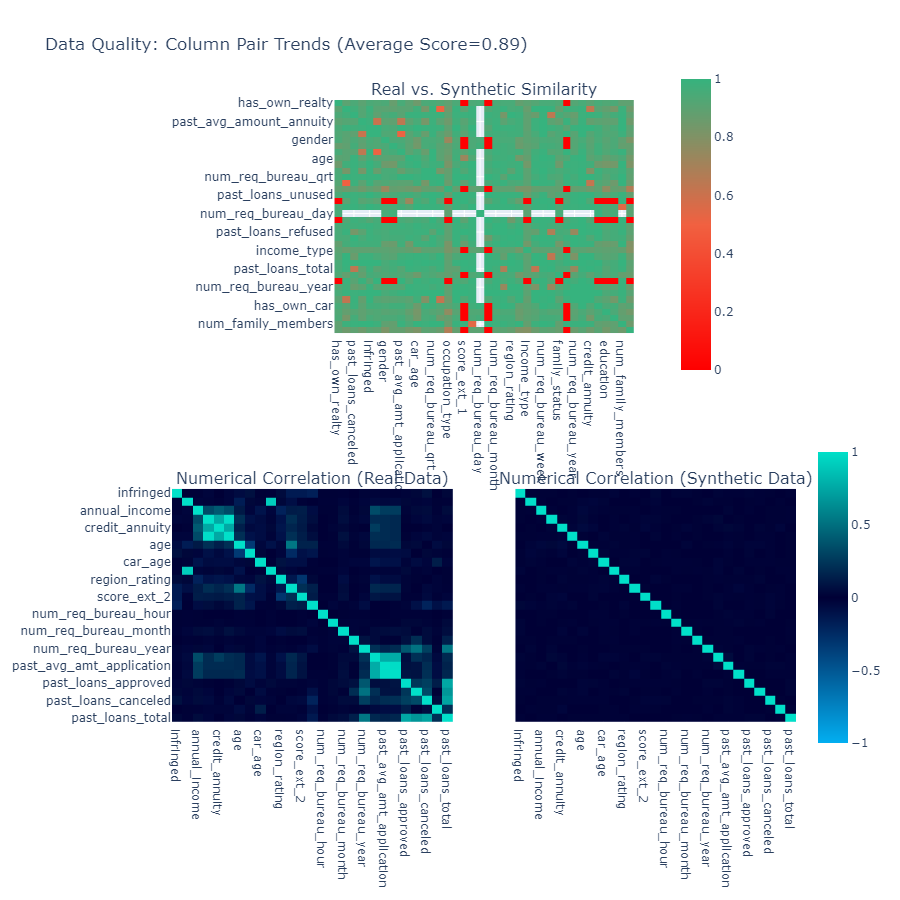 Data Quality: Column Pair Trends (Average Score=0.89)
Real vs. Synthetic Similarity
has_own_realty
past_avg_amount_annuity
gender
age
num_req_bureau_qrt
past_loans_unused
num_req_bureau_day
past_loans_refused
income_type
past_loans_total
num_req_bureau_year
has_own_car
num_family_members
has_own_realty
past_loans_canceled
infringed
gender
past_avg_amt_application
car_age
num_req_bureau_qrt
occupation_type
score_ext_1
num_req_bureau_day
num_req_bureau_month
region_rating
income_type
num_req_bureau_week
family_status
num_req_bureau_year
credit_annuity
education
num_family_members
1
0.8
0.6
0.4
0.2
0
Numerical Correlation (Real Data)
infringed
annual_income
credit_annuity
age
car_age
region_rating
score_ext_2
num_req_bureau_hour
num_req_bureau_month
num_req_bureau_year
past_avg_amt_application
past_loans_approved
past_loans_canceled
past_loans_total
infringed
annual_income
credit_annuity
age
car_age
region_rating
score_ext_2
num_req_bureau_hour
num_req_bureau_month
num_req_bureau_year
past_avg_amt_application
past_loans_approved
past_loans_canceled
past_loans_total
Numerical Correlation (Synthetic Data)
infringed
annual_income
credit_annuity
age
car_age
region_rating
score_ext_2
num_req_bureau_hour
num_req_bureau_month
num_req_bureau_year
past_avg_amt_application
past_loans_approved
past_loans_canceled
past_loans_total
1
0.5
0
−0.5
−1